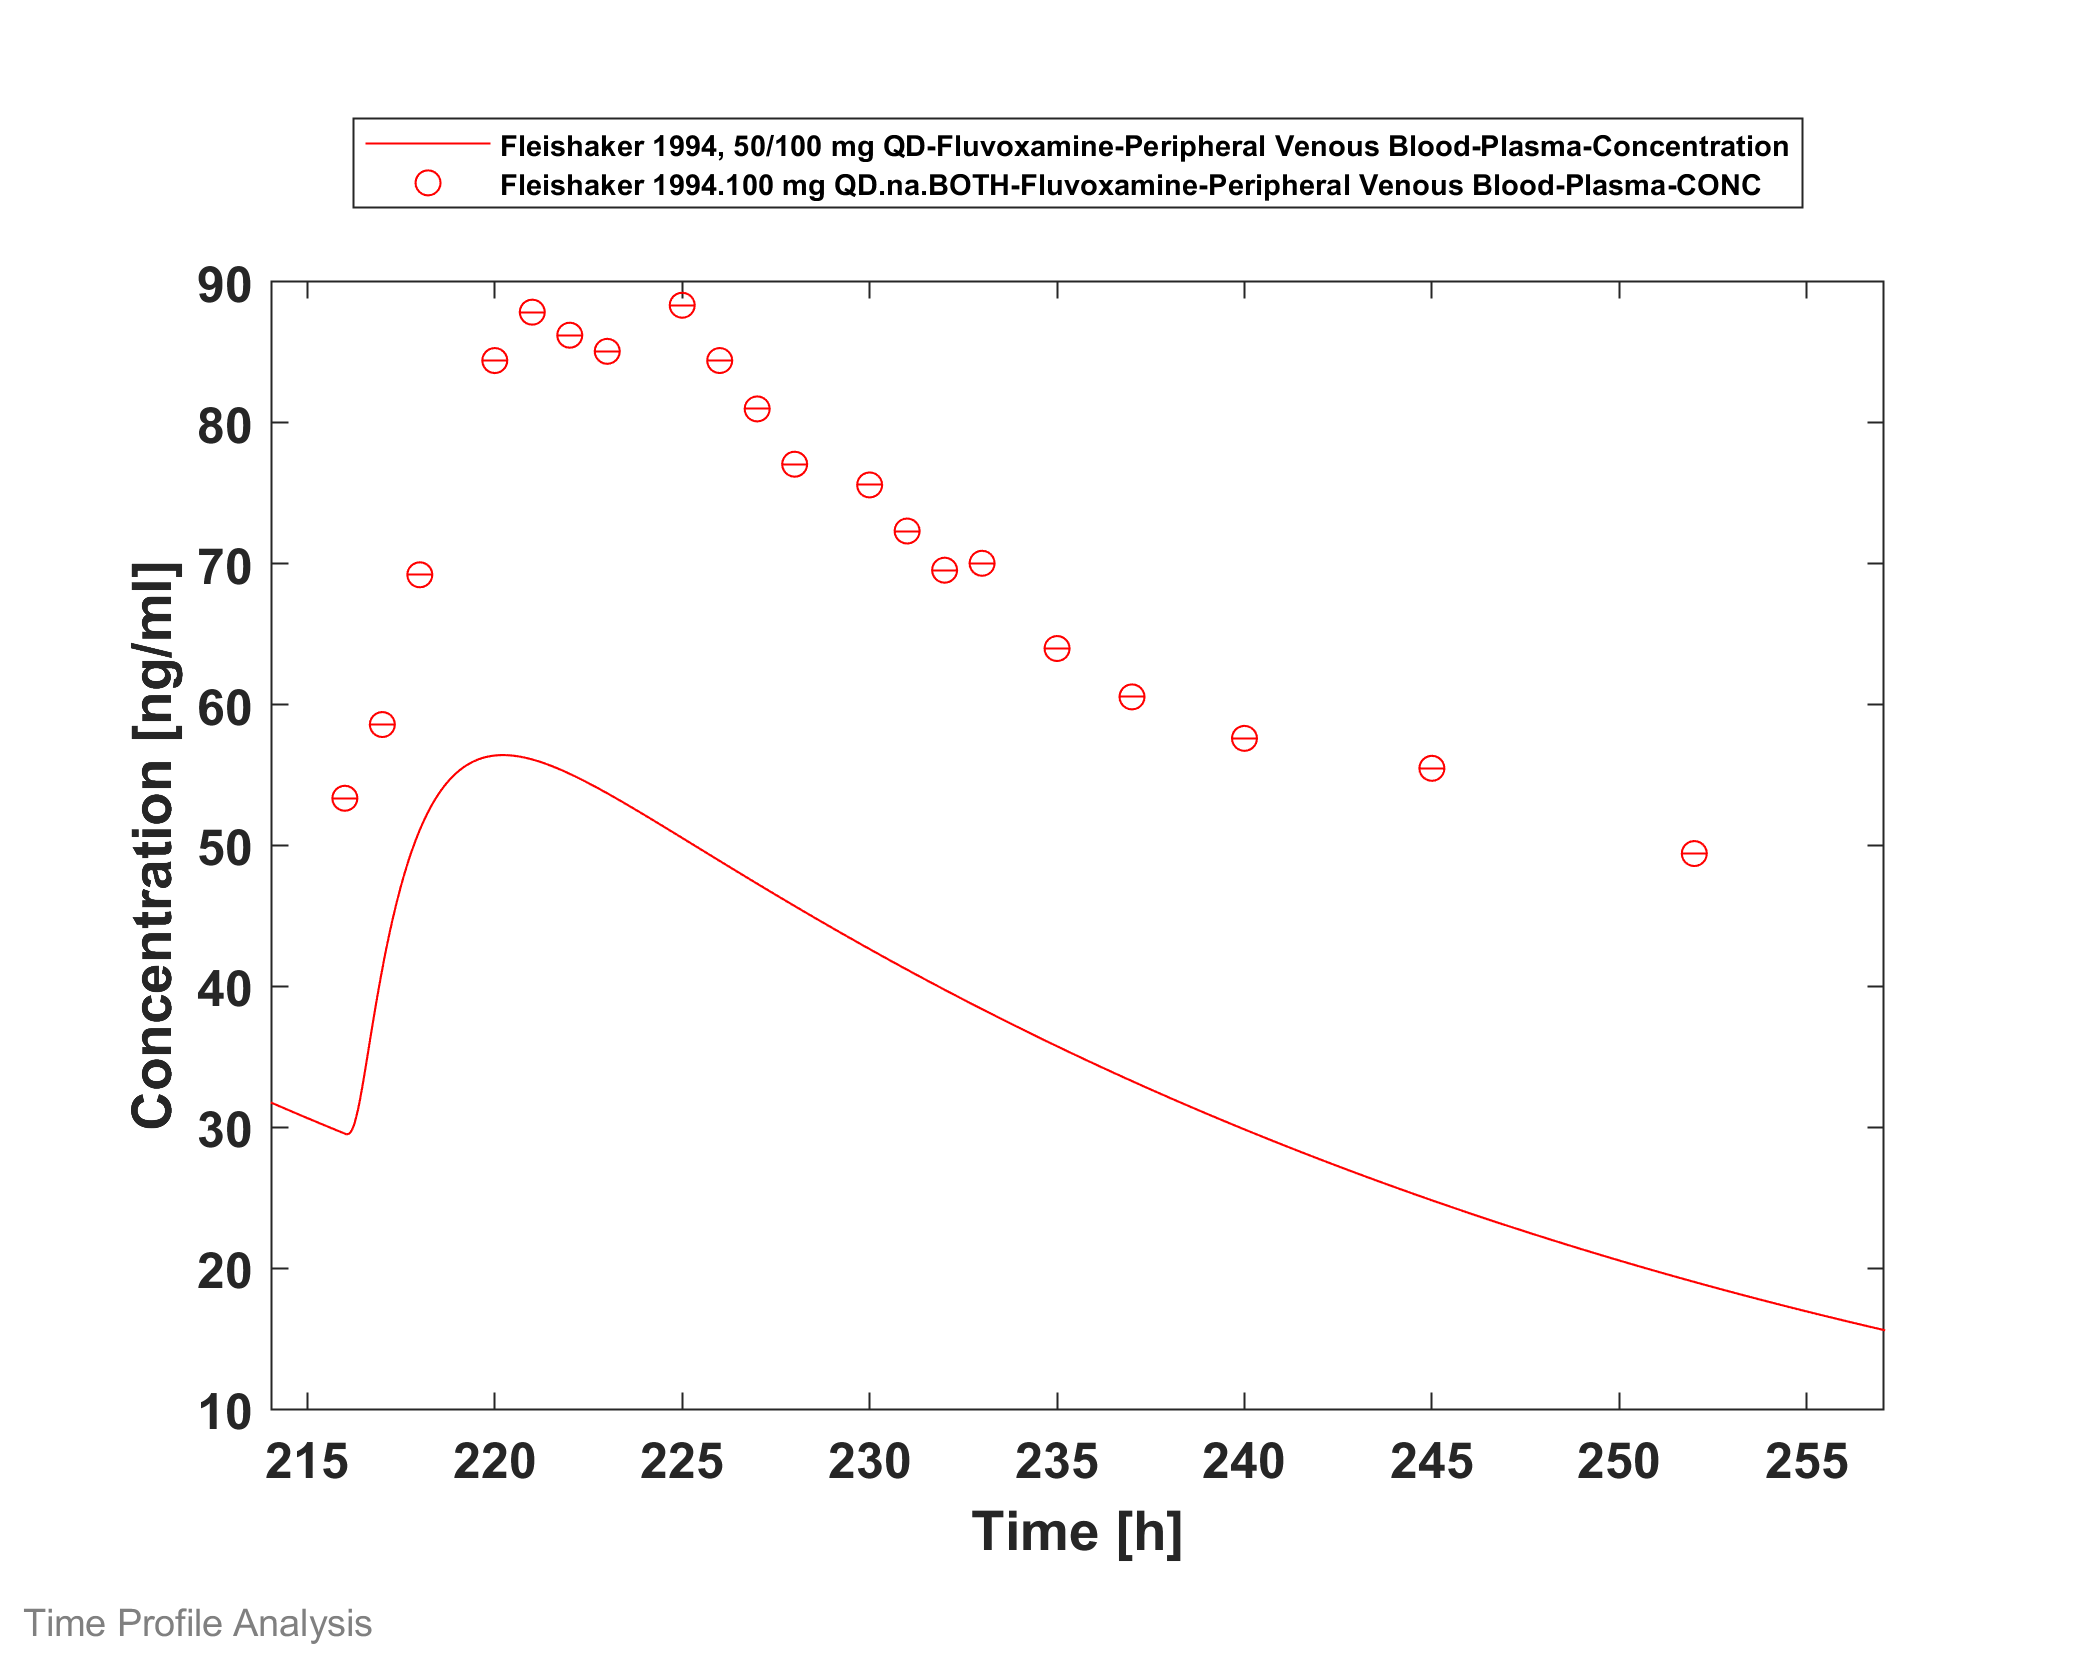 Fleishaker 1994, 50/100 mg QD-Fluvoxamine-Peripheral Venous Blood-Plasma-Concentration
Fleishaker 1994.100 mg QD.na.BOTH-Fluvoxamine-Peripheral Venous Blood-Plasma-CONC
90
80
70
60
50
40
30
20
10
Concentration [ng/ml]
215 220 225 230 235 240 245 250 255
Time [h]
Time Profile Analysis